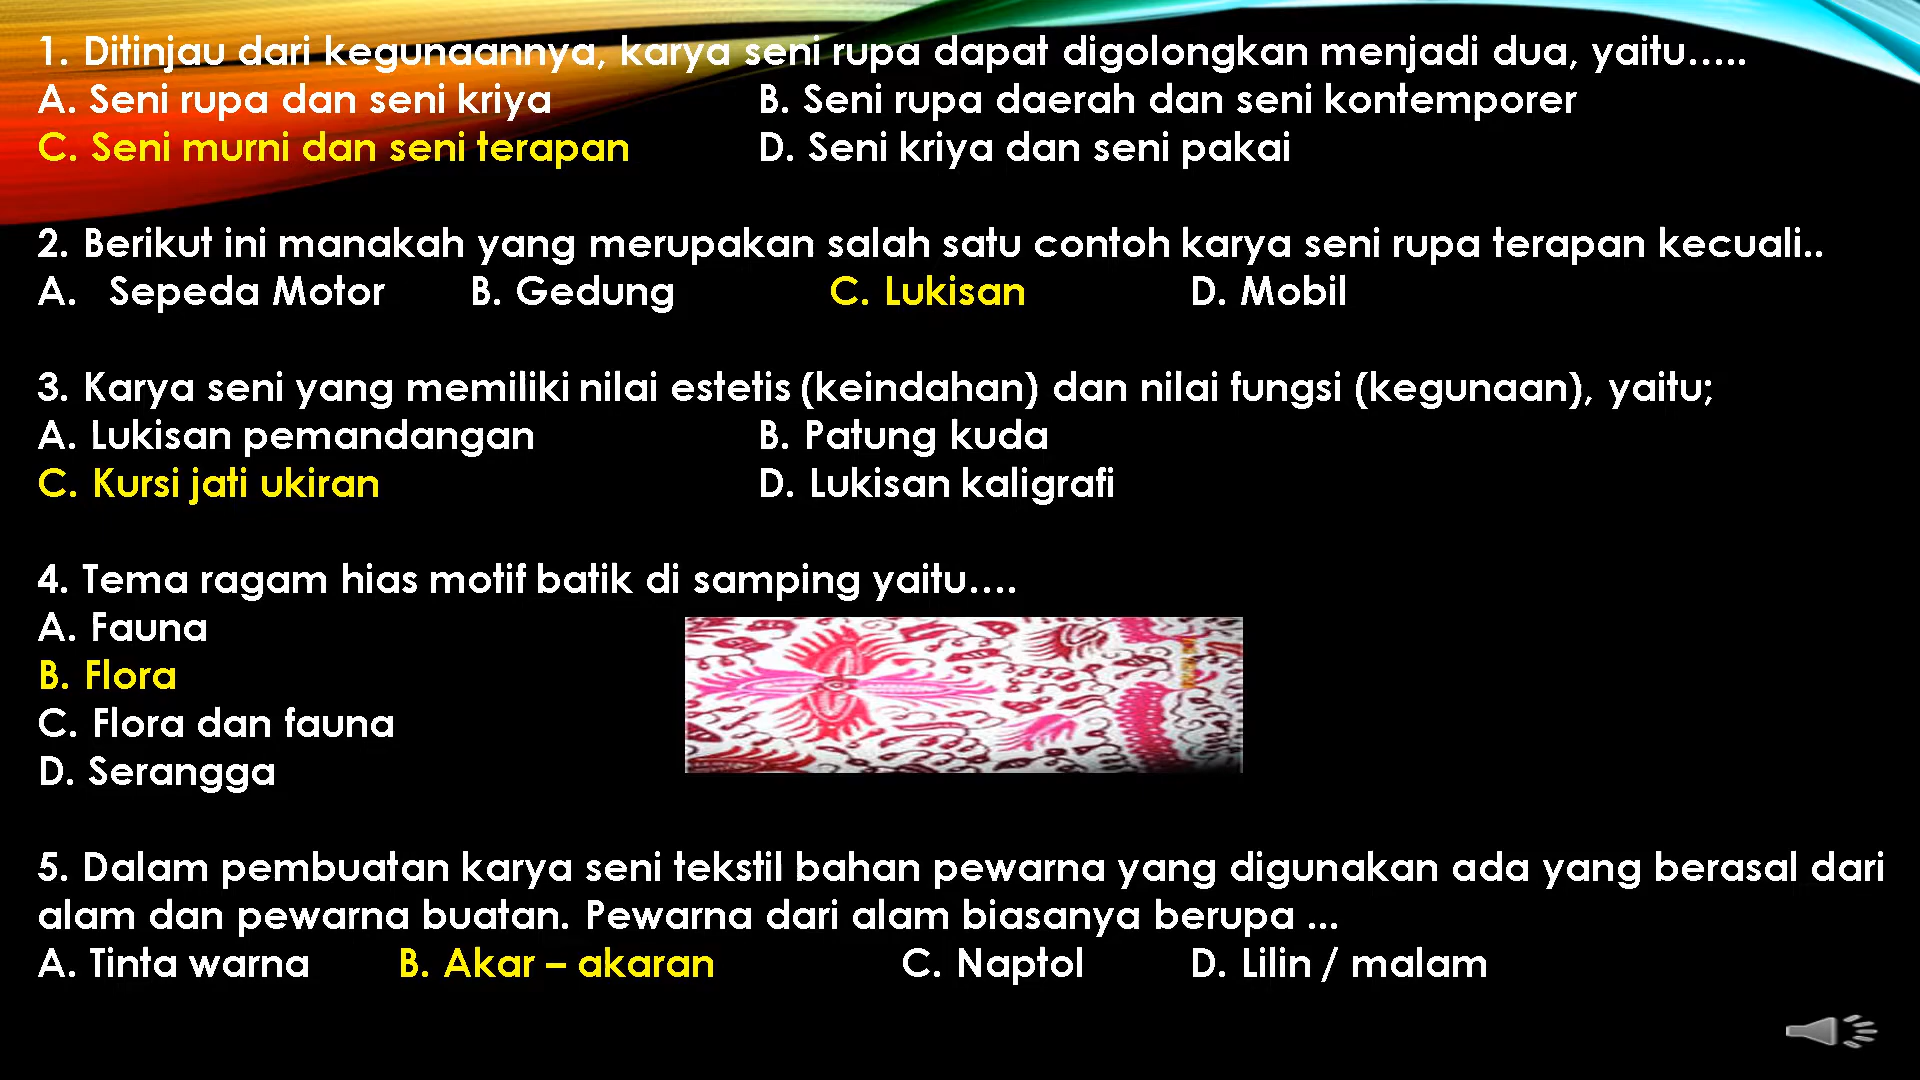 1. Ditinjau dari kegunaannya, karya seni rupa dapat digolongkan menjadi dua, yaitu.....
A. Seni rupa dan seni kriya B. Seni rupa daerah dan seni kontemporer
C. Seni murni dan seni terapan D. Seni kriya dan seni pakai
2. Berikut ini manakah yang merupakan salah satu contoh karya seni rupa terapan kecuali..
A. Sepeda Motor B. Gedung C. Lukisan D. Mobil
3. Karya seni yang memiliki nilai estetis (keindahan) dan nilai fungsi (kegunaan), yaitu;
A. Lukisan pemandangan B. Patung kuda
C. Kursi jati ukiran D. Lukisan kaligrafi
4. Tema ragam hias motif batik di samping yaitu....
A. Fauna
B. Flora
C. Flora dan fauna
D. Serangga
5. Dalam pembuatan karya seni tekstil bahan pewarna yang digunakan ada yang berasal dari
alam dan pewarna buatan. Pewarna dari alam biasanya berupa ...
A. Tinta warna B. Akar – akaran C. Naptol D. Lilin / malam